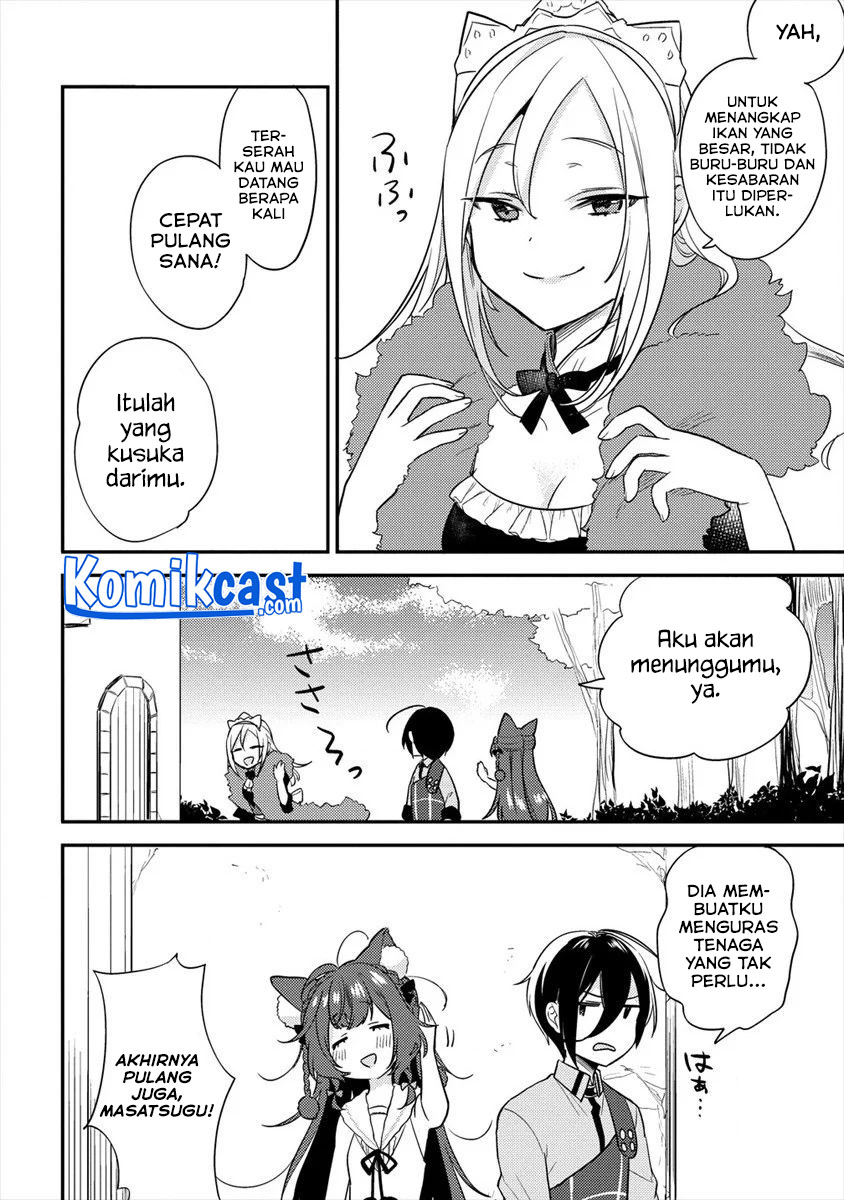 YAH,
UNTUK
MENANGKAP
IKAN YANG
BESAR, TIDAK
BURU-BURU DAN
KESABARAN
ITU DIPER-
LUKAN.
ふふっ
TER-
SERAH
KAU MAU
DATANG
BERAPA
KALI
CEPAT
PULANG
SANA!
Itulah
yang
kusuka
darimu.
Komikcast
.com
Aku akan
menunggumu,
ya.
ささっ
DIA MEM-
BUATKU
MENGURAS
TENAGA
YANG TAK
PERLU...
はぁ…
AKHIRNYA
PULANG
JUGA,
MASATSUGU!